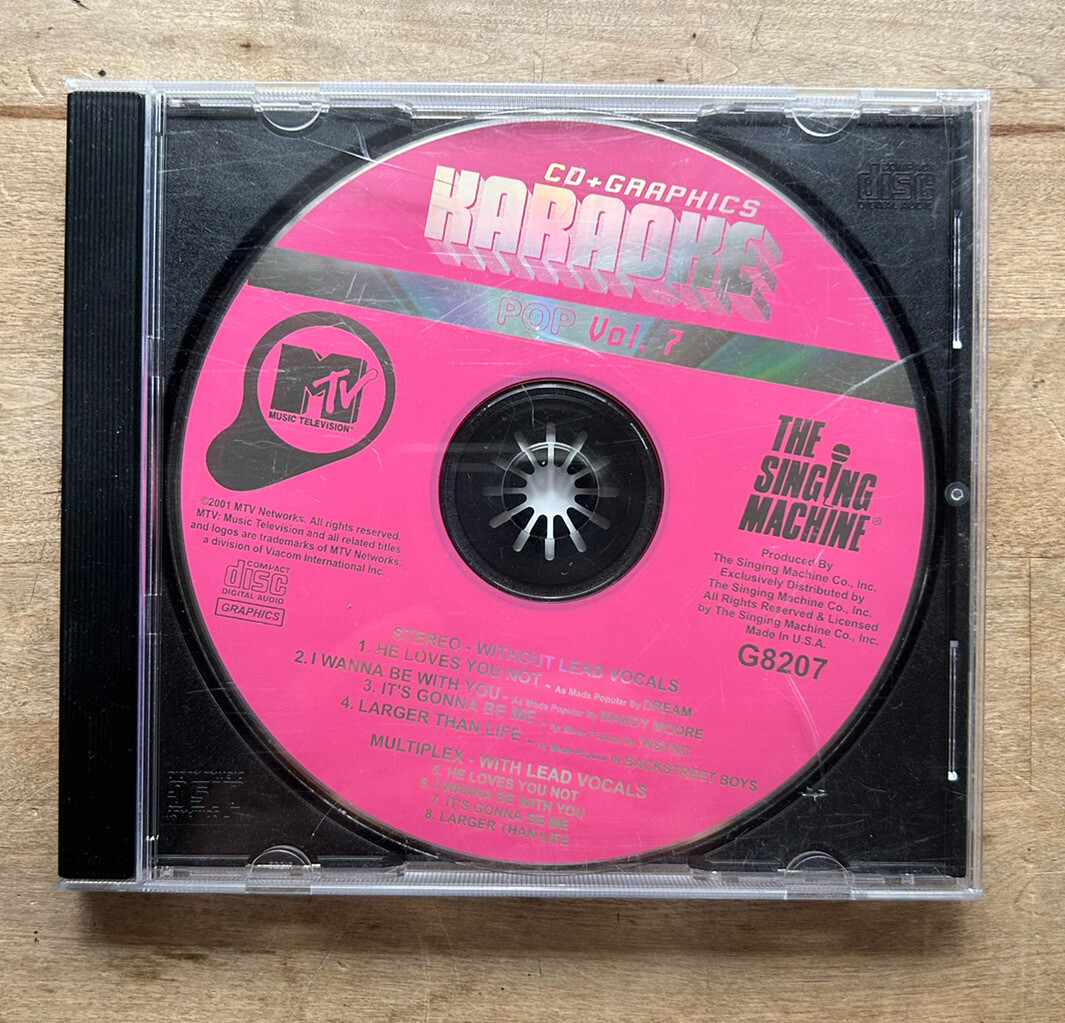 CD+GRAPHICS
KARAOKE
POP Vol. 7
MTV
MUSIC TELEVISION®
©2001 MTV Networks. All rights reserved.
MTV: Music Television and all related titles
and logos are trademarks of MTV Networks,
a division of Viacom International Inc.
COMPACT
disc
DIGITAL AUDIO
GRAPHICS
THE
SINGING
MACHINE®
Produced By
The Singing Machine Co., Inc.
Exclusively Distributed by
The Singing Machine Co., Inc.
All Rights Reserved & Licensed
by The Singing Machine Co., Inc.
Made In U.S.A.
G8207
STEREO - WITHOUT LEAD VOCALS
1. HE LOVES YOU NOT - As Made Popular By DREAM
2. I WANNA BE WITH YOU - As Made Popular By MANDY MOORE
3. IT'S GONNA BE ME - As Made Popular By 'NSYNC
4. LARGER THAN LIFE - As Made Popular By BACKSTREET BOYS
MULTIPLEX - WITH LEAD VOCALS
5. HE LOVES YOU NOT
6. I WANNA BE WITH YOU
7. IT'S GONNA BE ME
8. LARGER THAN LIFE
disc